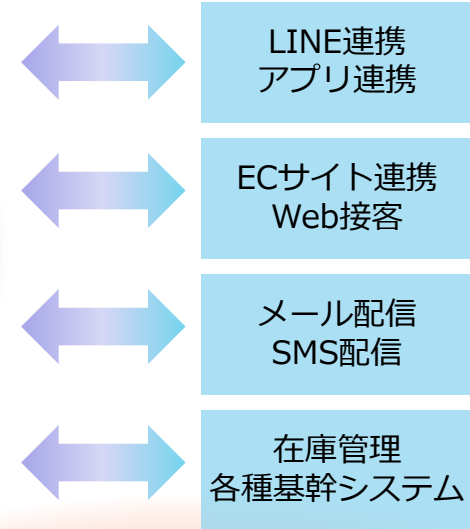 LINE連携
アプリ連携
ECサイト連携
Web接客
メール配信
SMS配信
在庫管理
各種基幹システム